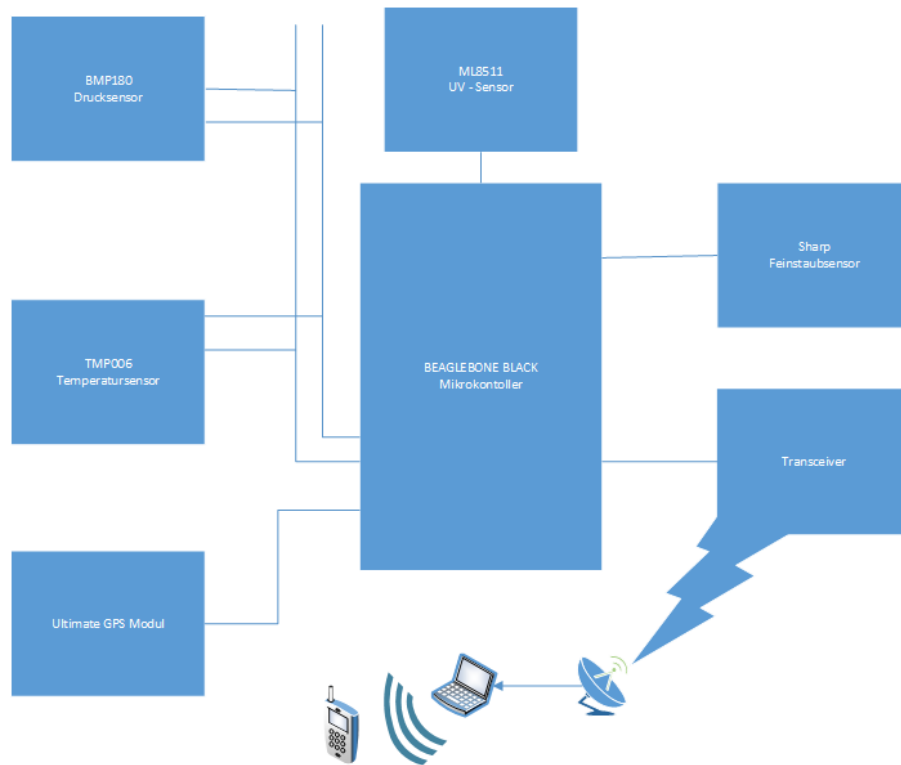 BMP180
Drucksensor
ML8511
UV - Sensor
Sharp
Feinstaubsensor
TMP006
Temperatursensor
BEAGLEBONE BLACK
Mikrokontoller
Transceiver
Ultimate GPS Modul